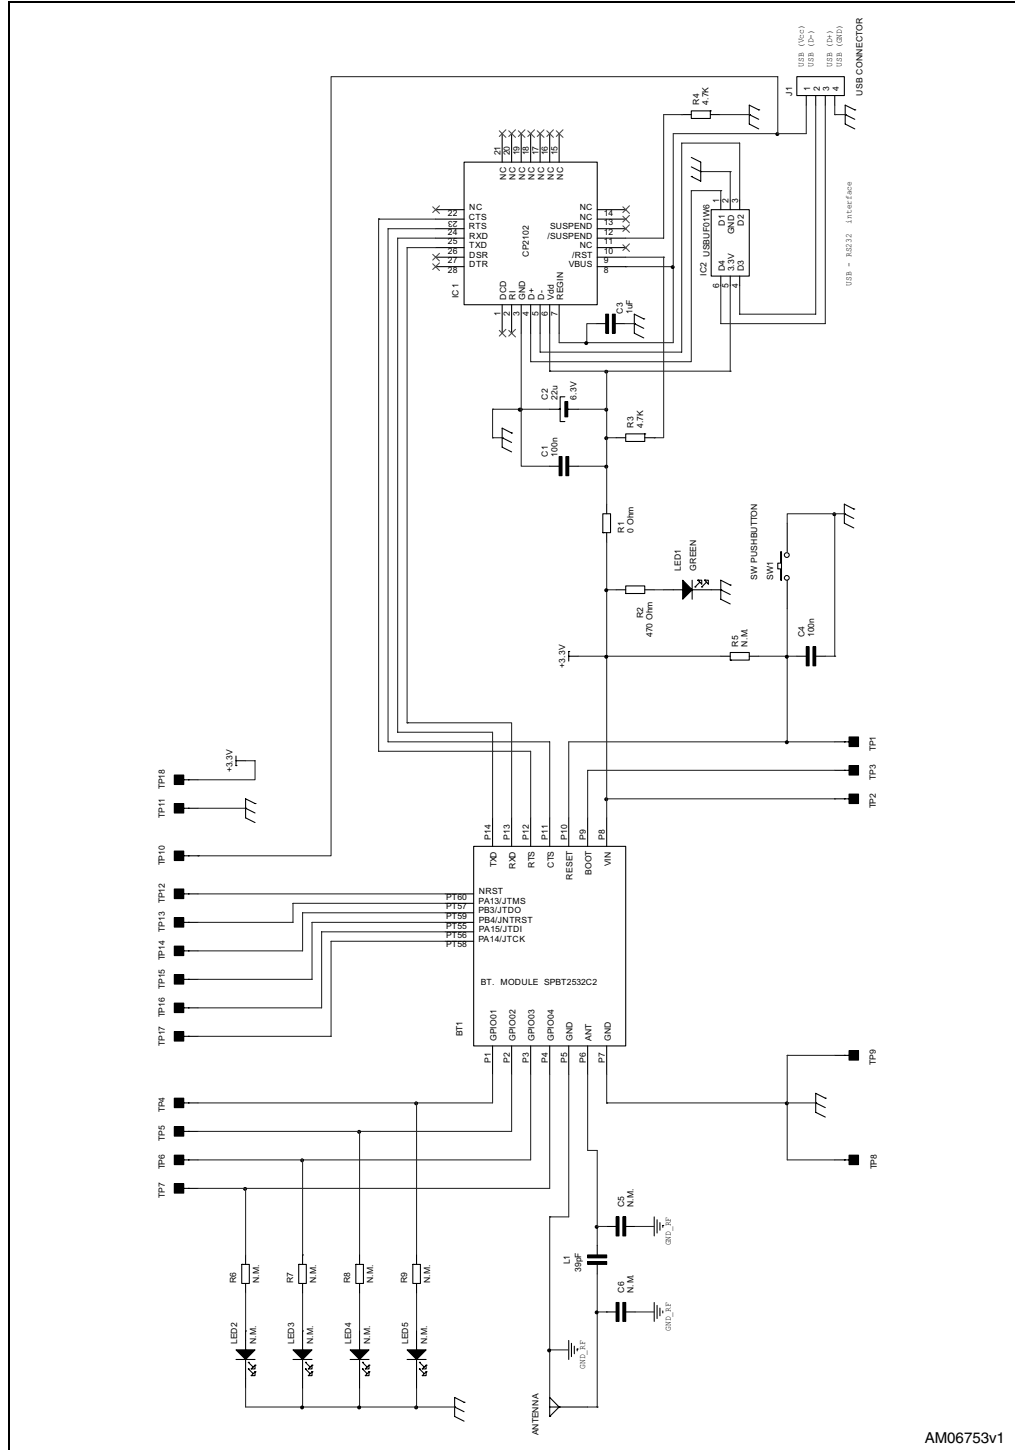 USB (Vcc)
USB (D-)
USB (D+)
USB (GND)
J1
1
2
3
4
USB CONNECTOR
R4
4.7K
21
20
19
18
17
16
15
NC
NC
NC
NC
NC
NC
NC
22
23
24
25
26
27
28
NC
CTS
RTS
RXD
TXD
DSR
DTR
CP2102
IC1
NC
NC
SUSPEND
/SUSPEND
NC
/RST
VBUS
14
13
12
11
10
9
8
DCD
RI
GND
D+
D-
Vdd
REGIN
1
2
3
4
5
6
7
C3
1uF
IC2 USBUF01W6
D1
GND
D2
D4
3.3V
D3
1
2
3
6
5
4
USB - RS232 interface
C2
22u
6.3V
C1
100n
R3
4.7K
R1
0 Ohm
LED1
GREEN
R2
470 Ohm
SW PUSHBUTTON
SW1
+3.3V
R5
N.M.
C4
100n
TP1
TP3
TP2
TP18
+3.3V
TP11
TP10
TP12
TP13
TP14
TP15
TP16
TP17
P14
P13
P12
P11
P10
P9
P8
TXD
RXD
RTS
CTS
RESET
BOOT
VIN
NRST
PA13/JTMS
PB3/JTDO
PB4/JNTRST
PA15/JTDI
PA14/JTCK
PT60
PT57
PT59
PT55
PT56
PT58
BT. MODULE SPBT2532C2
BT1
GPIO01
GPIO02
GPIO03
GPIO04
GND
ANT
GND
P1
P2
P3
P4
P5
P6
P7
TP4
TP5
TP6
TP7
TP9
TP8
R6
N.M.
R7
N.M.
R8
N.M.
R9
N.M.
LED2
N.M.
LED3
N.M.
LED4
N.M.
LED5
N.M.
C5
N.M.
GND_RF
L1
39pF
C6
N.M.
GND_RF
GND_RF
ANTENNA
AM06753v1